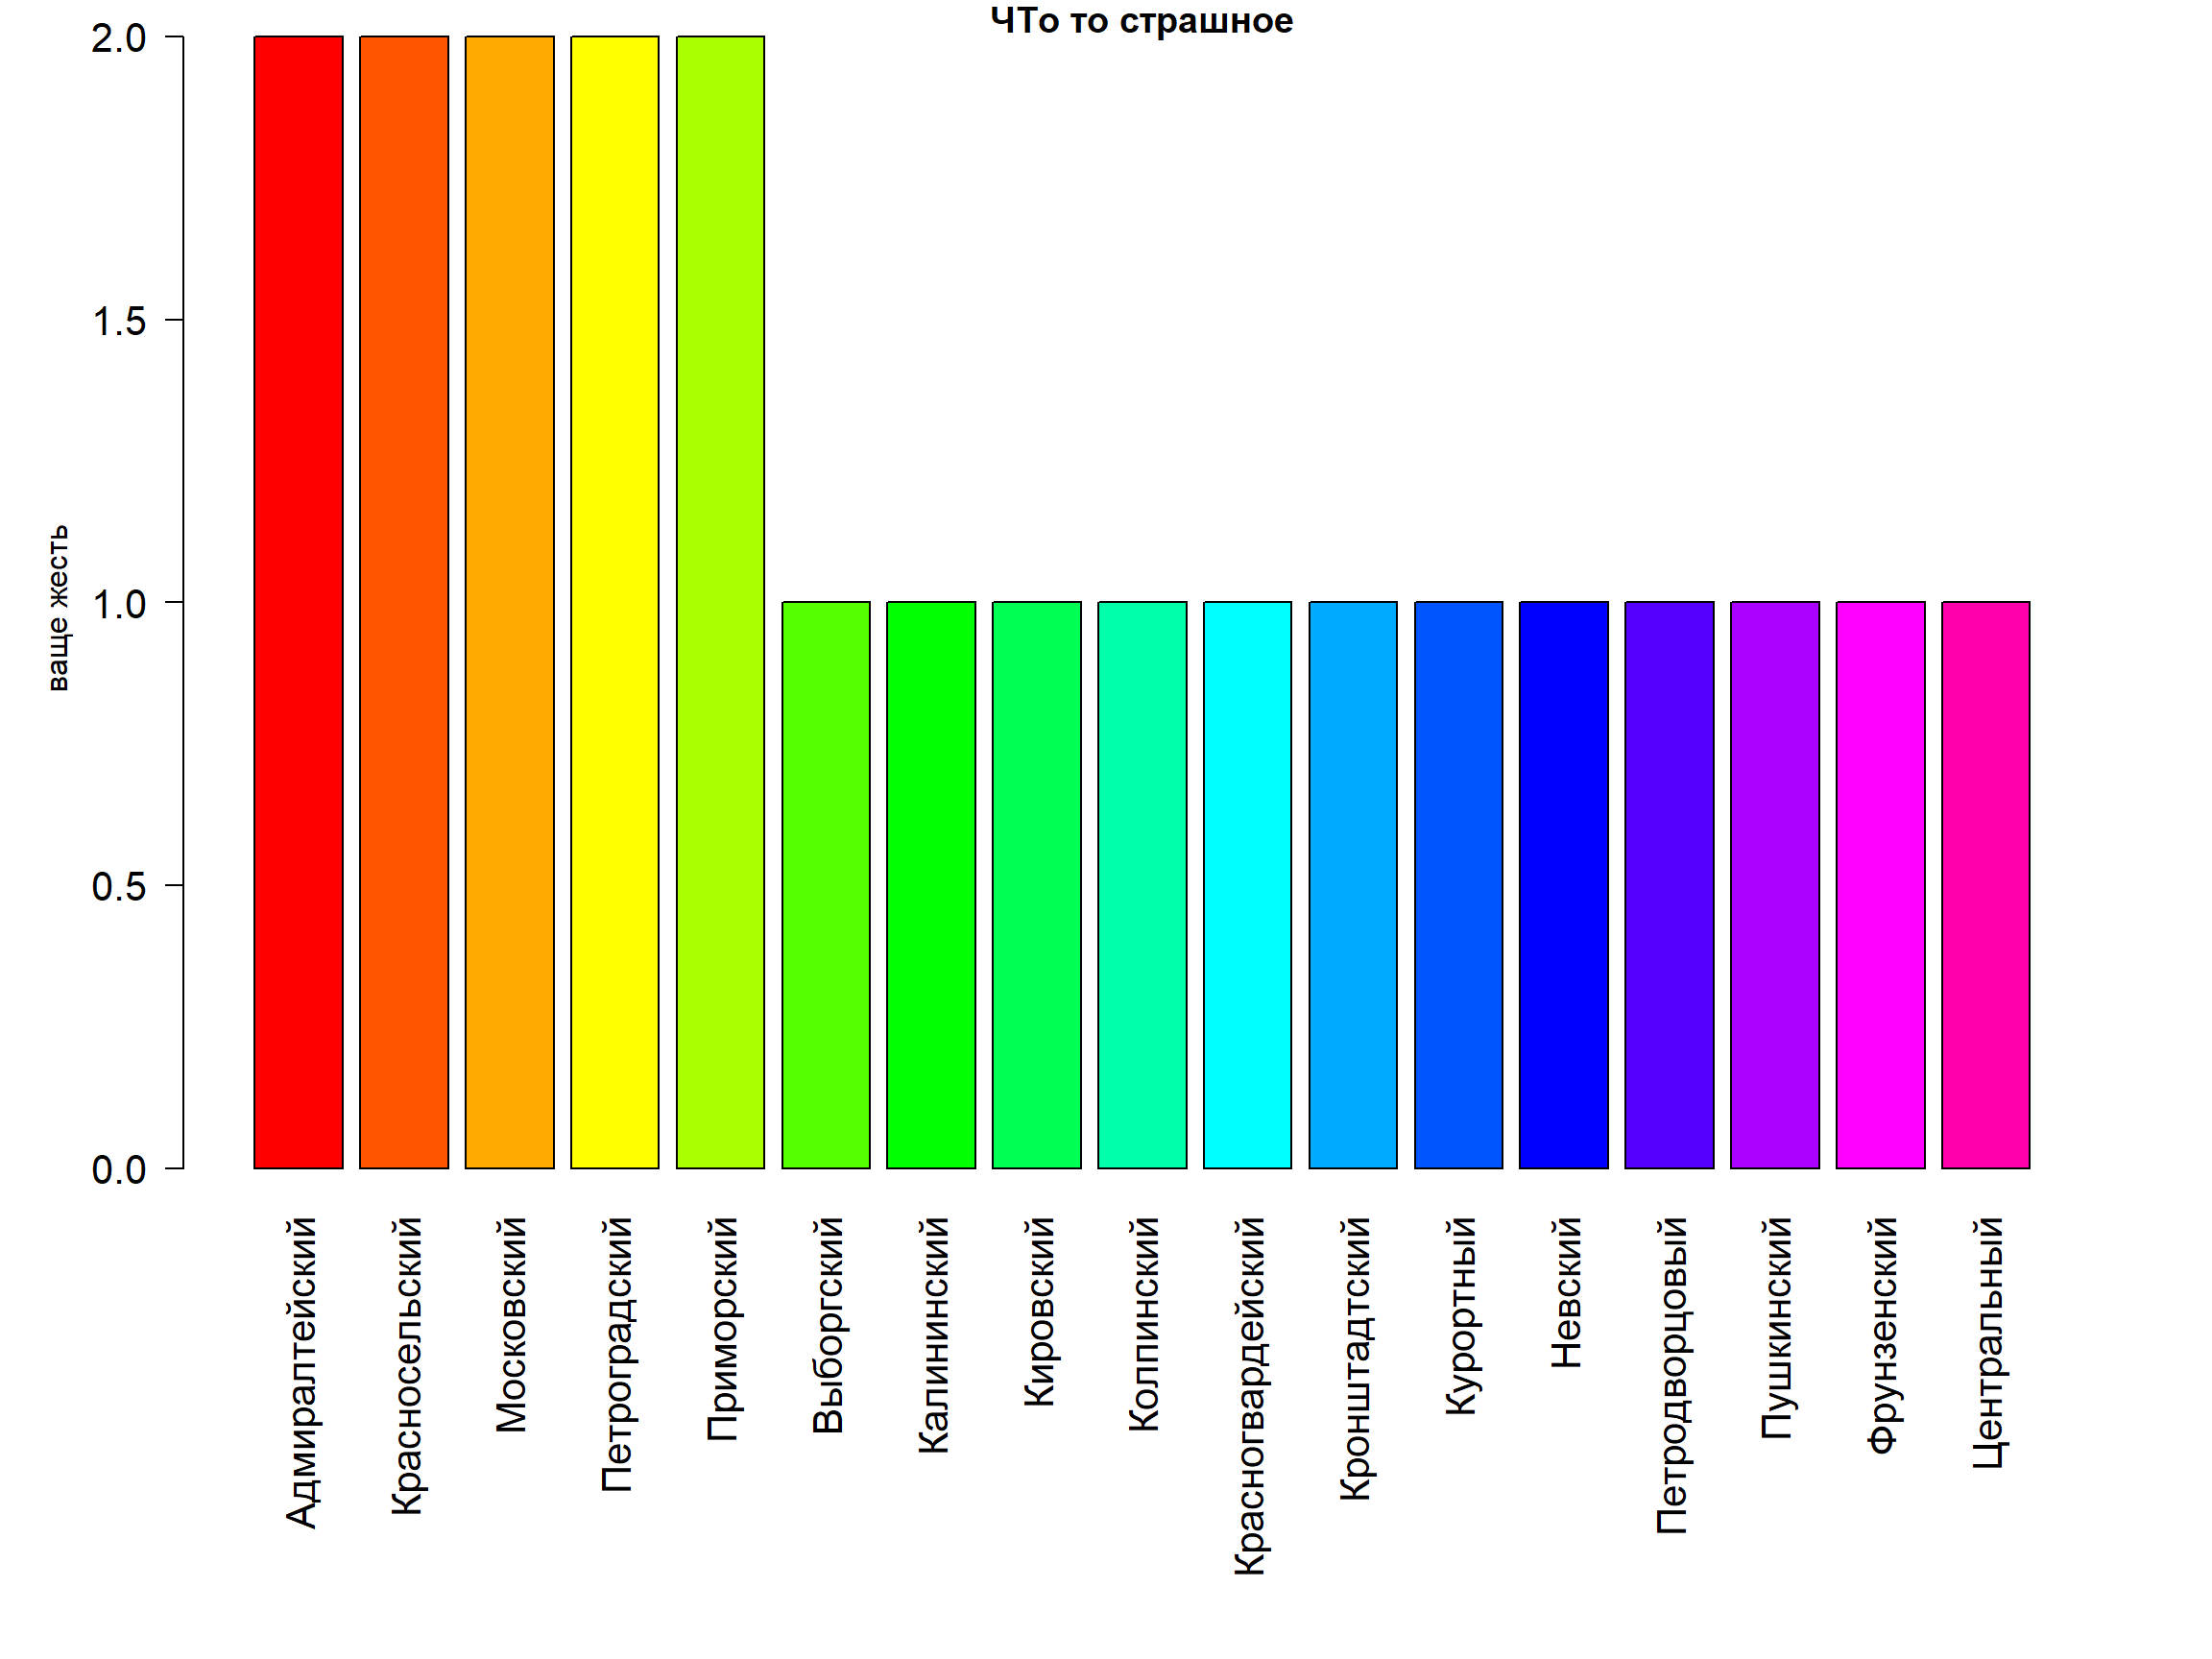 ЧТо то страшное
ваще жесть
2.0
1.5
1.0
0.5
0.0
Адмиралтейский
Красносельский
Московский
Петроградский
Приморский
Выборгский
Калининский
Кировский
Колпинский
Красногвардейский
Кронштадтский
Курортный
Невский
Петродворцовый
Пушкинский
Фрунзенский
Центральный